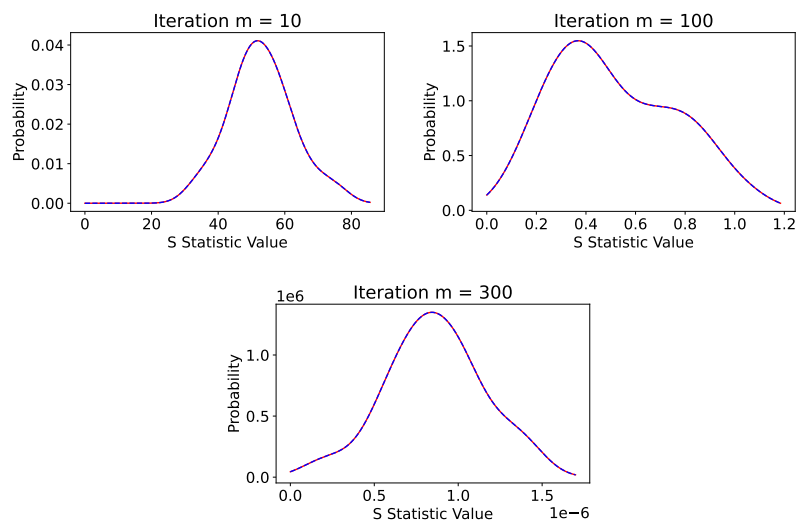 Iteration m = 10
Probability
0.04
0.03
0.02
0.01
0.00
0 20 40 60 80
S Statistic Value
Iteration m = 100
Probability
1.5
1.0
0.5
0.0
0.0 0.2 0.4 0.6 0.8 1.0 1.2
S Statistic Value
Iteration m = 300
1e6
Probability
1.0
0.5
0.0
0.0 0.5 1.0 1.5
S Statistic Value
1e−6